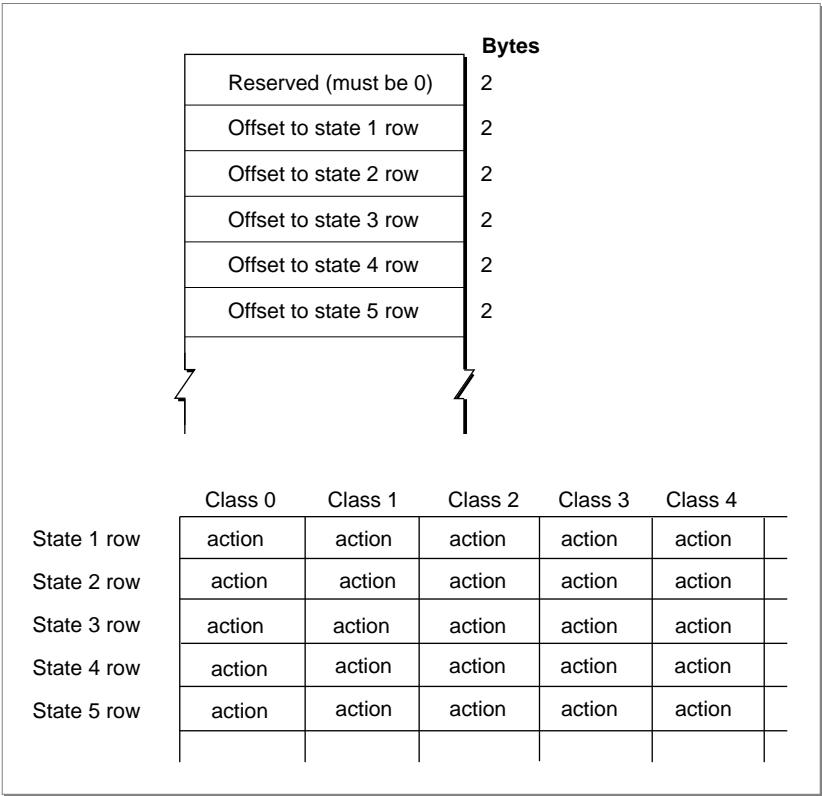 Bytes
Reserved (must be 0) 2
Offset to state 1 row 2
Offset to state 2 row 2
Offset to state 3 row 2
Offset to state 4 row 2
Offset to state 5 row 2
Class 0 Class 1 Class 2 Class 3 Class 4
State 1 row action action action action action
State 2 row action action action action action
State 3 row action action action action action
State 4 row action action action action action
State 5 row action action action action action